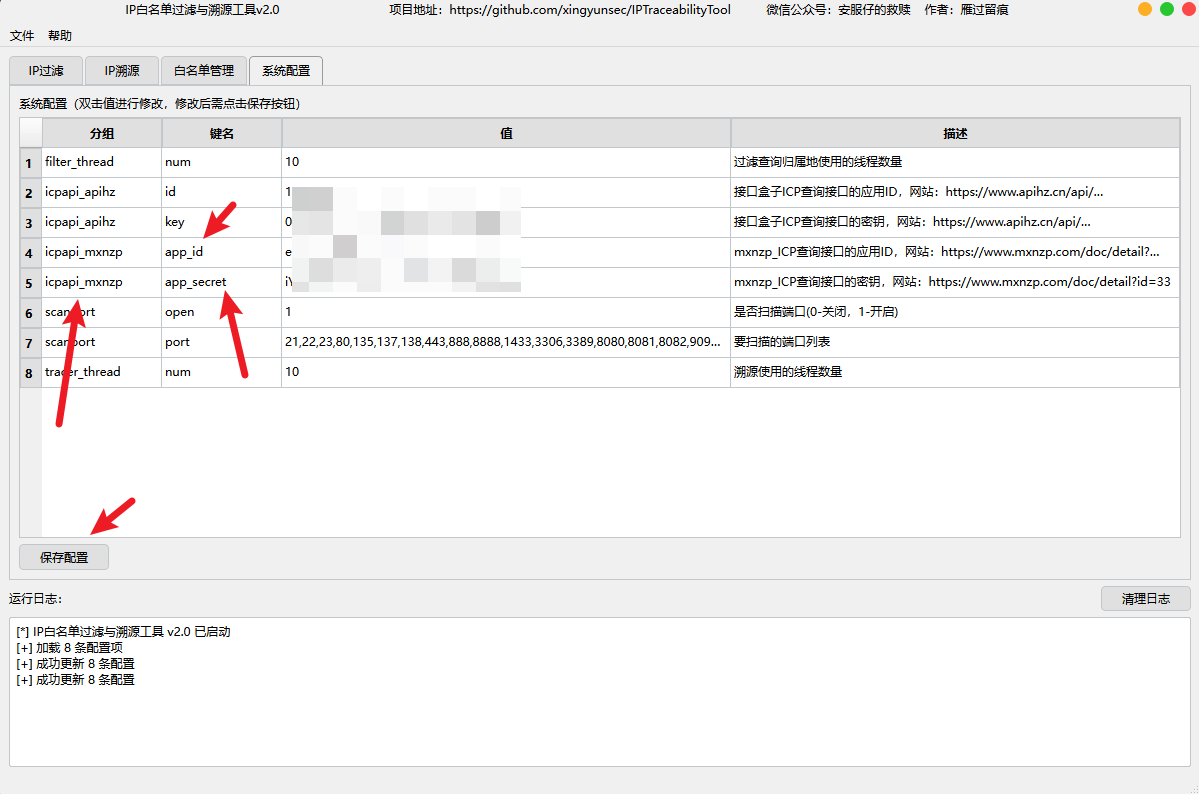 IP白名单过滤与溯源工具v2.0 项目地址：https://github.com/xingyunsec/IPTraceabilityTool 微信公众号：安服仔的救赎 作者：雁过留痕
文件 帮助
IP过滤 IP溯源 白名单管理 系统配置
系统配置（双击值进行修改，修改后需点击保存按钮）
分组 键名 值 描述
1 filter_thread num 10 过滤查询归属地使用的线程数量
2 icpapi_apihz id 1 接口盒子ICP查询接口的应用ID，网站：https://www.apihz.cn/api/...
3 icpapi_apihz key 0 接口盒子ICP查询接口的密钥，网站：https://www.apihz.cn/api/...
4 icpapi_mxnzp app_id e mxnzp_ICP查询接口的应用ID，网站：https://www.mxnzp.com/doc/detail?...
5 icpapi_mxnzp app_secret mxnzp_ICP查询接口的密钥，网站：https://www.mxnzp.com/doc/detail?id=33
6 scanport open 1 是否扫描端口(0-关闭，1-开启)
7 scanport port 21,22,23,80,135,137,138,443,888,8888,1433,3306,3389,8080,8081,8082,909... 要扫描的端口列表
8 tracer_thread num 10 溯源使用的线程数量
保存配置
运行日志：
清理日志
[*] IP白名单过滤与溯源工具 v2.0 已启动
[+] 加载 8 条配置项
[+] 成功更新 8 条配置
[+] 成功更新 8 条配置